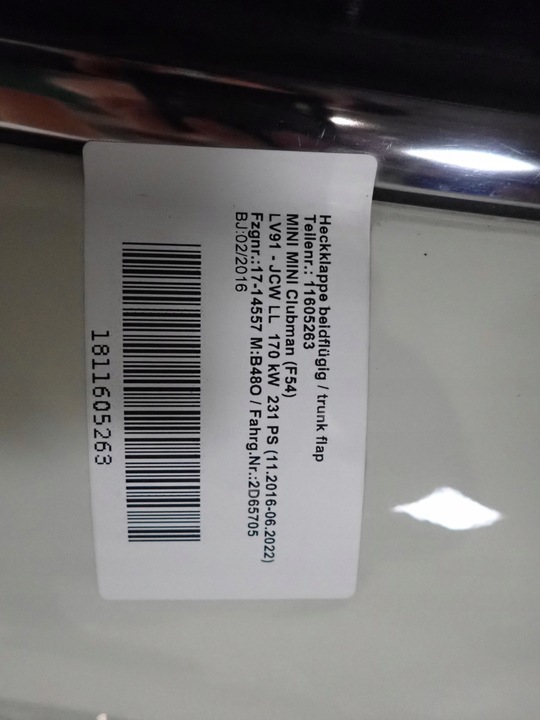 Heckklappe beidflügig / trunk flap
Teilenr.: 11605263
MINI MINI Clubman (F54)
LV91 - JCW LL 170 kW 231 PS (11.2016-06.2022)
Fzgnr.:17-14557 M:B48O / Fahrg.Nr.:2D65705
BJ:02/2016
1811605263